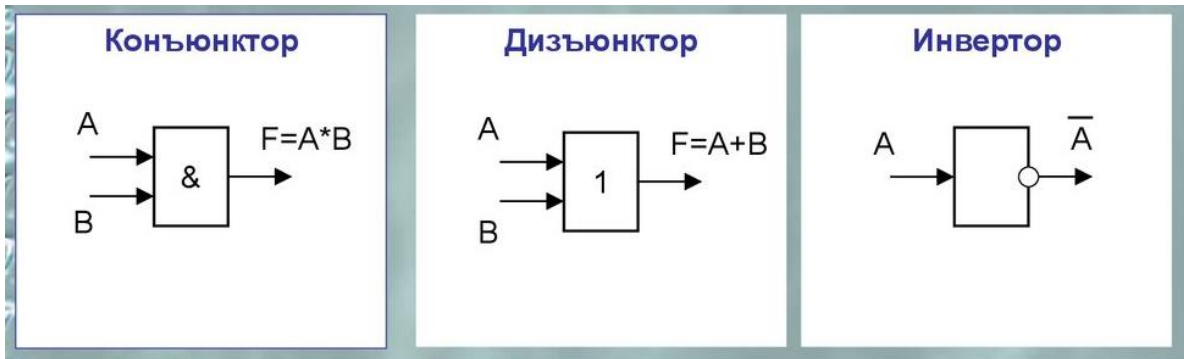 Конъюнктор
A
B
&
F=A*B
Дизъюнктор
A
B
1
F=A+B
Инвертор
A
A̅